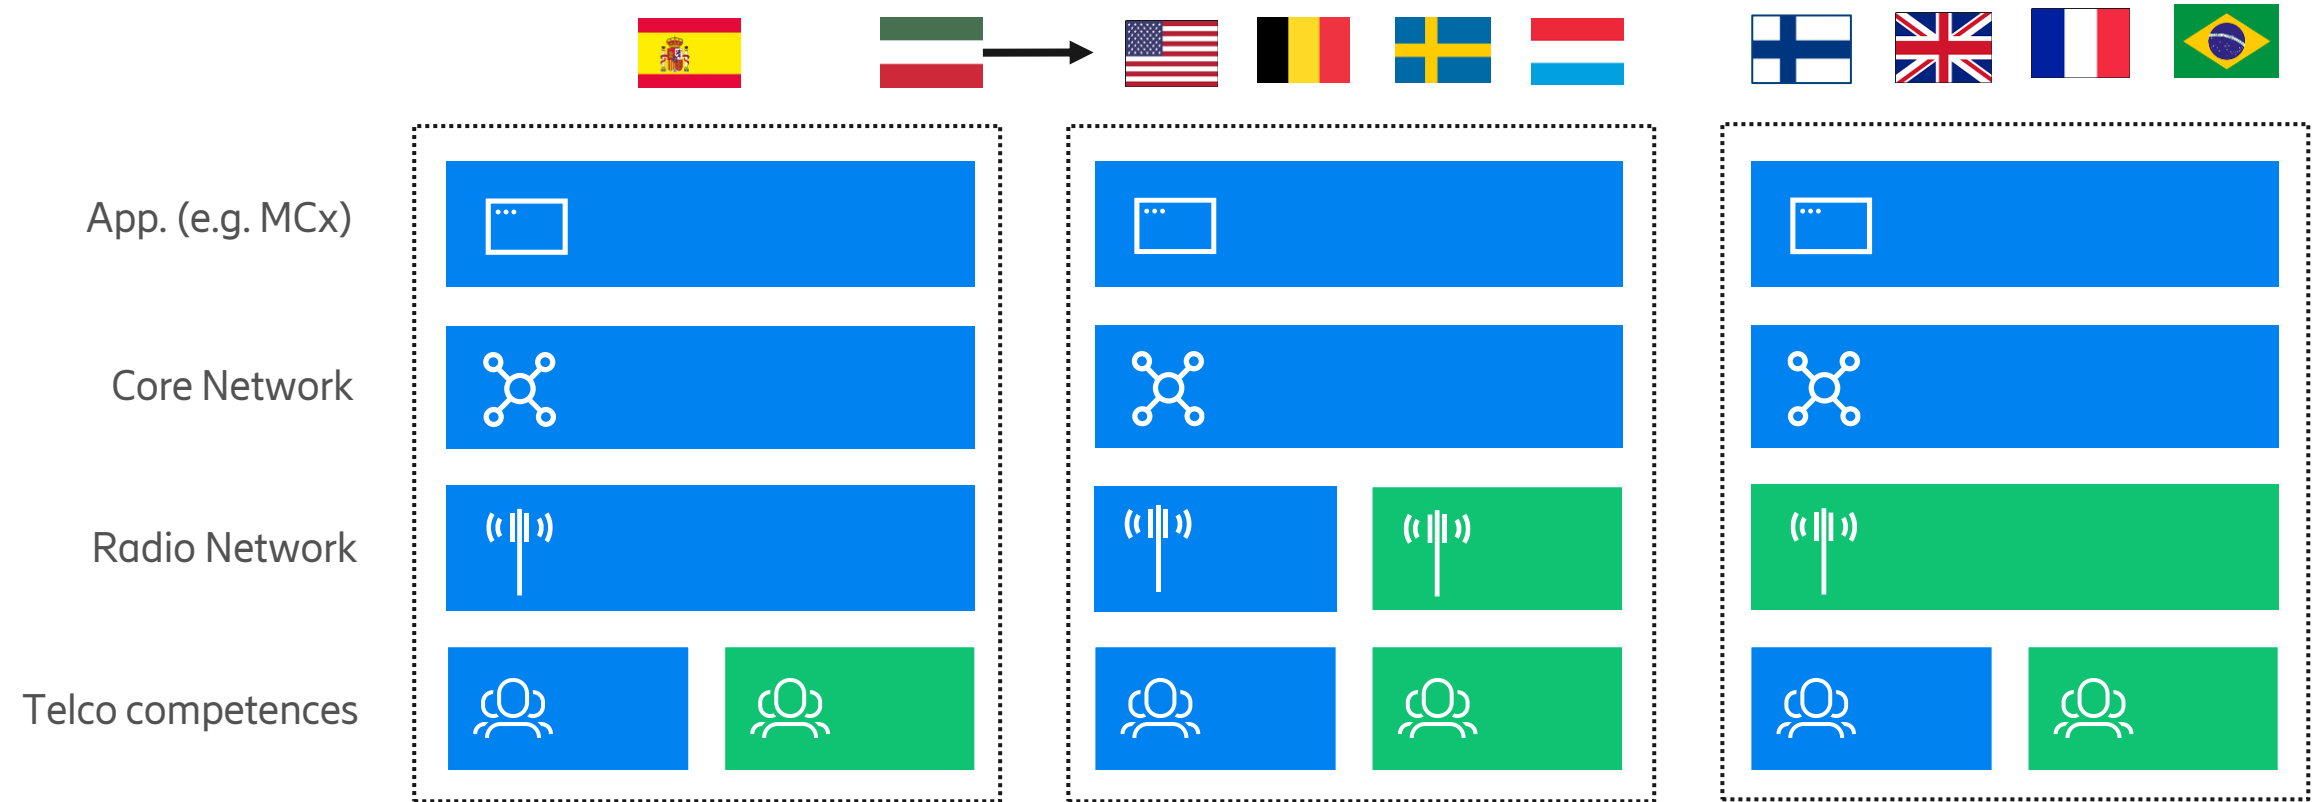 App. (e.g. MCx)
Core Network
Radio Network
Telco competences